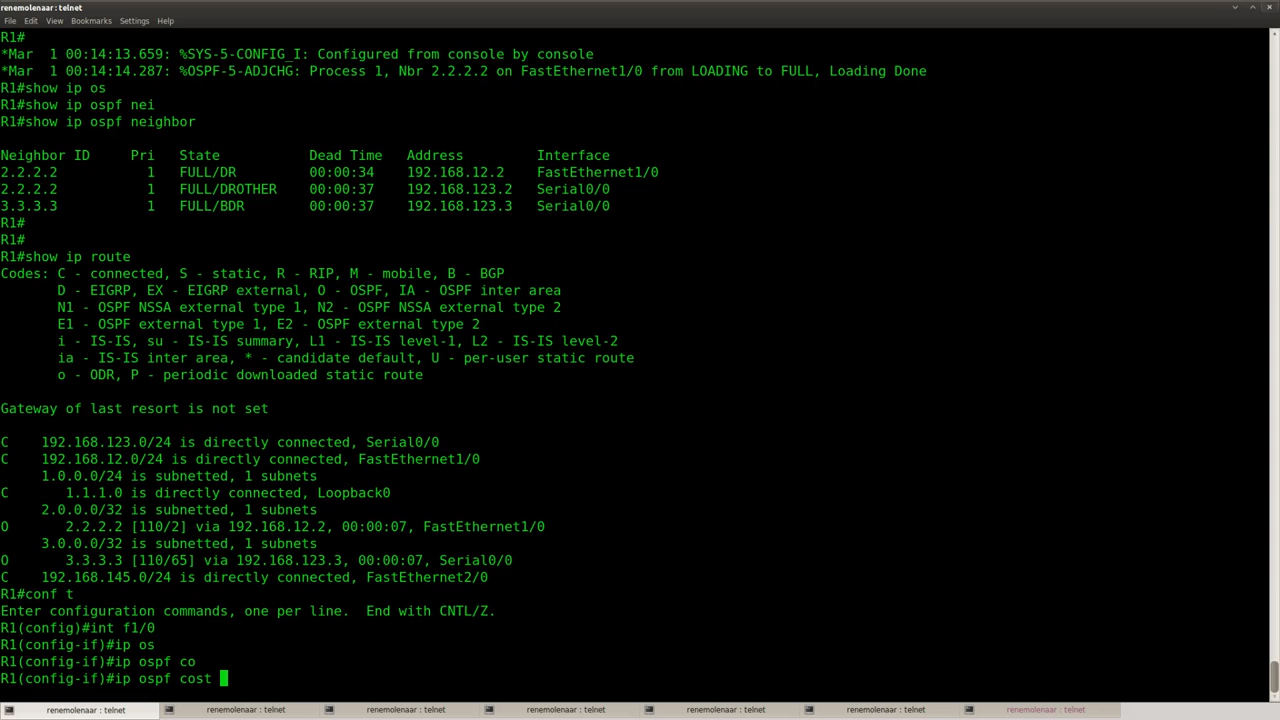 renemolenaar : telnet
File Edit View Bookmarks Settings Help
R1#
*Mar  1 00:14:13.659: %SYS-5-CONFIG_I: Configured from console by console
*Mar  1 00:14:14.287: %OSPF-5-ADJCHG: Process 1, Nbr 2.2.2.2 on FastEthernet1/0 from LOADING to FULL, Loading Done
R1#show ip os
R1#show ip ospf nei
R1#show ip ospf neighbor
Neighbor ID     Pri   State           Dead Time   Address         Interface
2.2.2.2           1   FULL/DR         00:00:34    192.168.12.2    FastEthernet1/0
2.2.2.2           1   FULL/DROTHER    00:00:37    192.168.123.2   Serial0/0
3.3.3.3           1   FULL/BDR        00:00:37    192.168.123.3   Serial0/0
R1#
R1#
R1#show ip route
Codes: C - connected, S - static, R - RIP, M - mobile, B - BGP
       D - EIGRP, EX - EIGRP external, O - OSPF, IA - OSPF inter area
       N1 - OSPF NSSA external type 1, N2 - OSPF NSSA external type 2
       E1 - OSPF external type 1, E2 - OSPF external type 2
       i - IS-IS, su - IS-IS summary, L1 - IS-IS level-1, L2 - IS-IS level-2
       ia - IS-IS inter area, * - candidate default, U - per-user static route
       o - ODR, P - periodic downloaded static route
Gateway of last resort is not set
C    192.168.123.0/24 is directly connected, Serial0/0
C    192.168.12.0/24 is directly connected, FastEthernet1/0
     1.0.0.0/24 is subnetted, 1 subnets
C       1.1.1.0 is directly connected, Loopback0
     2.0.0.0/32 is subnetted, 1 subnets
O       2.2.2.2 [110/2] via 192.168.12.2, 00:00:07, FastEthernet1/0
     3.0.0.0/32 is subnetted, 1 subnets
O       3.3.3.3 [110/65] via 192.168.123.3, 00:00:07, Serial0/0
C    192.168.145.0/24 is directly connected, FastEthernet2/0
R1#conf t
Enter configuration commands, one per line.  End with CNTL/Z.
R1(config)#int f1/0
R1(config-if)#ip os
R1(config-if)#ip ospf co
R1(config-if)#ip ospf cost
renemolenaar : telnet renemolenaar : telnet renemolenaar : telnet renemolenaar : telnet renemolenaar : telnet renemolenaar : telnet renemolenaar : telnet